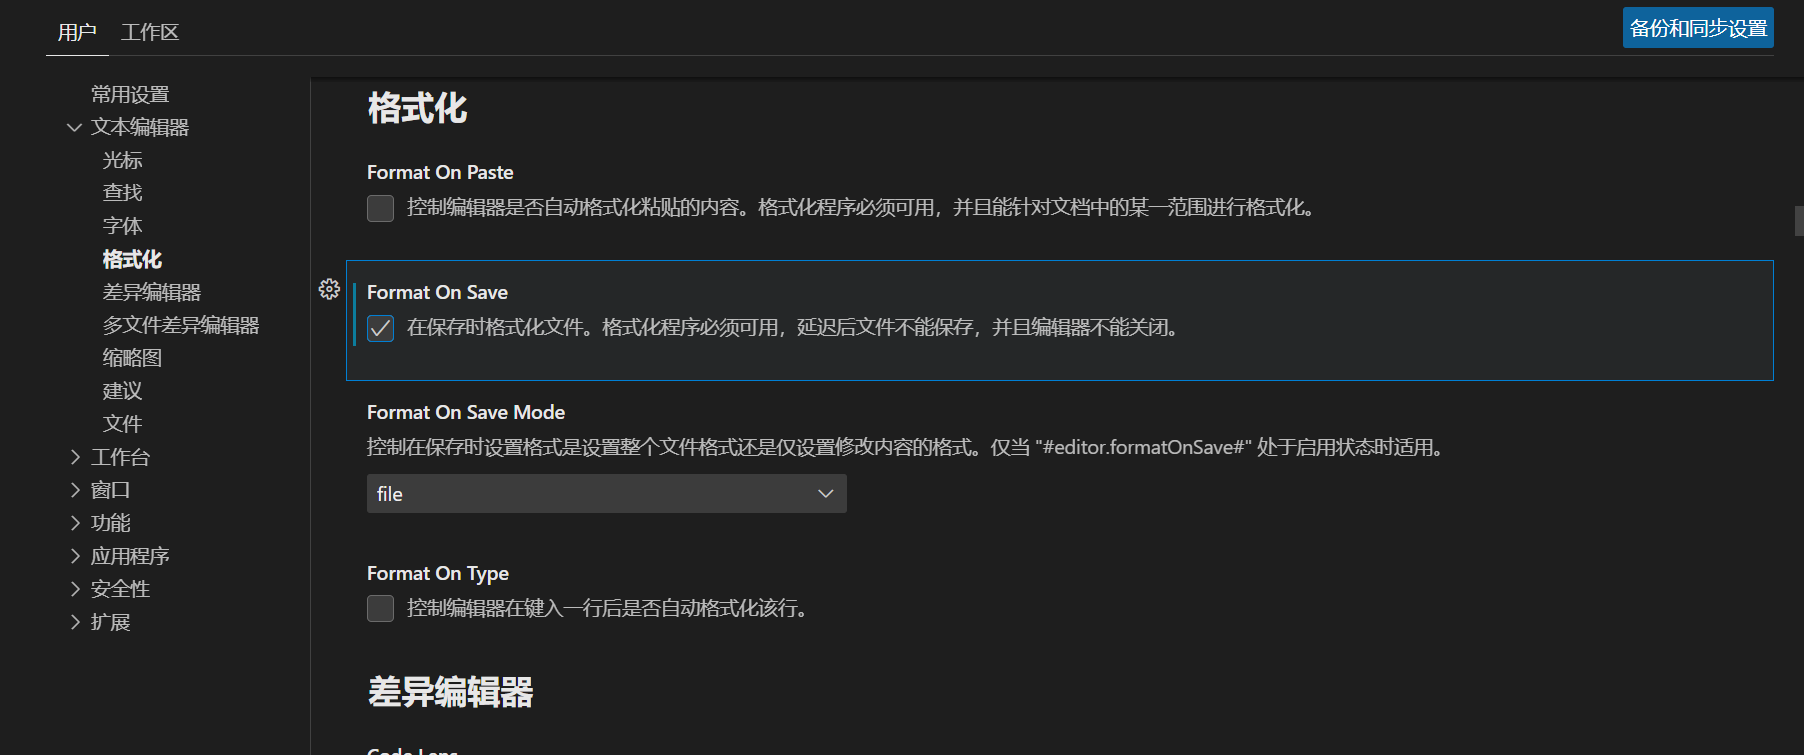 用户 工作区
备份和同步设置
常用设置
文本编辑器
光标
查找
字体
格式化
差异编辑器
多文件差异编辑器
缩略图
建议
文件
工作台
窗口
功能
应用程序
安全性
扩展
格式化
Format On Paste
控制编辑器是否自动格式化粘贴的内容。格式化程序必须可用，并且能针对文档中的某一范围进行格式化。
Format On Save
在保存时格式化文件。格式化程序必须可用，延迟后文件不能保存，并且编辑器不能关闭。
Format On Save Mode
控制在保存时设置格式是设置整个文件格式还是仅设置修改内容的格式。仅当 "#editor.formatOnSave#" 处于启用状态时适用。
file
Format On Type
控制编辑器在键入一行后是否自动格式化该行。
差异编辑器
Code Lens